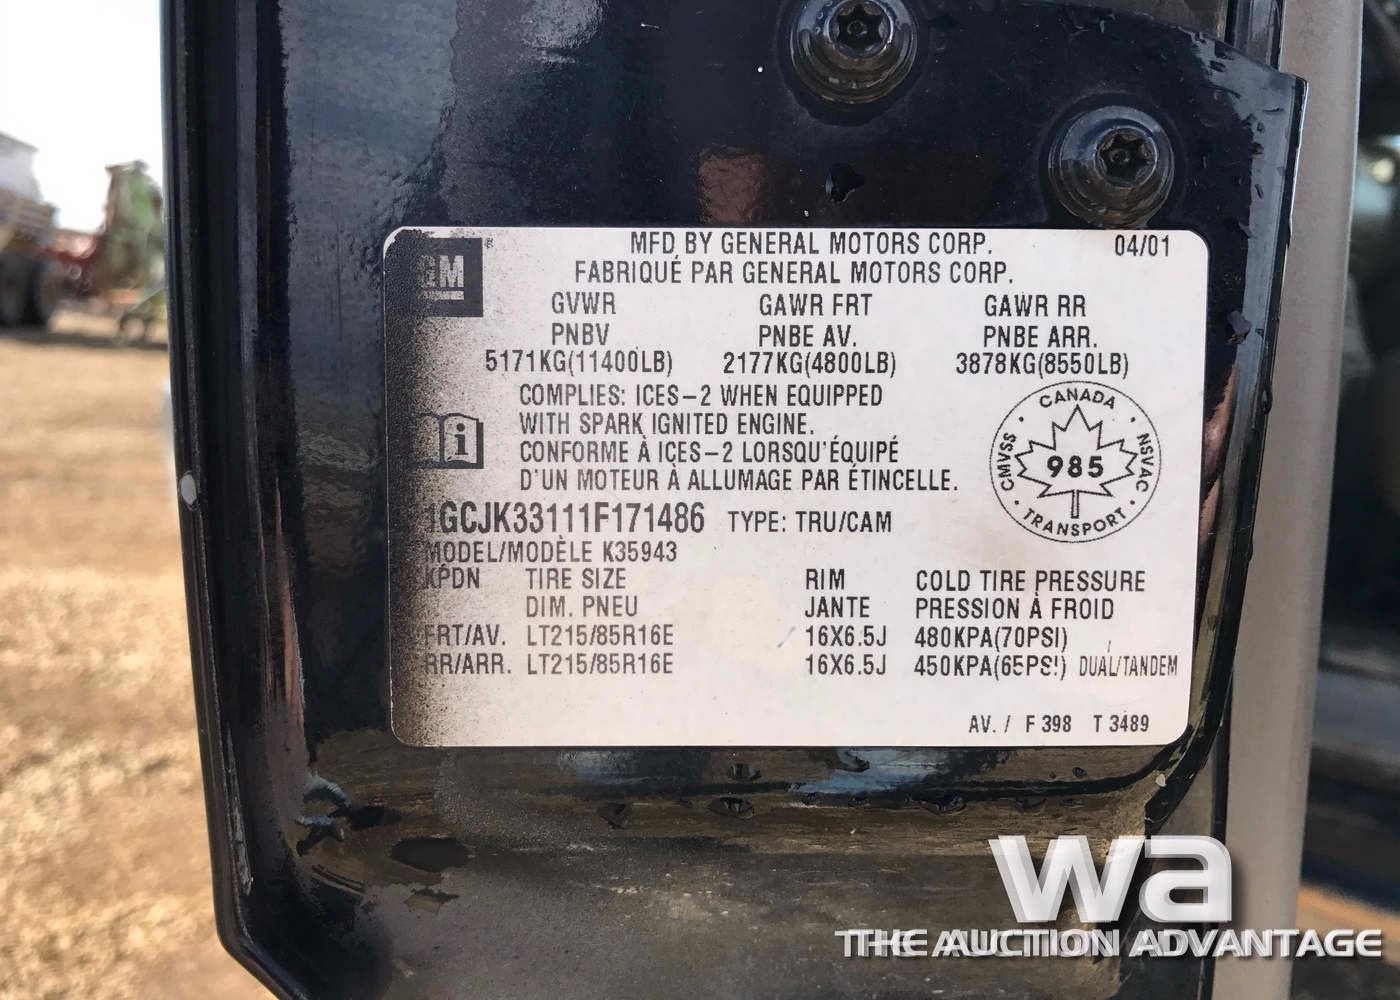 GM
MFD BY GENERAL MOTORS CORP. 04/01
FABRIQUÉ PAR GENERAL MOTORS CORP.
GVWR GAWR FRT GAWR RR
PNBV PNBE AV. PNBE ARR.
5171KG(11400LB) 2177KG(4800LB) 3878KG(8550LB)
COMPLIES: ICES-2 WHEN EQUIPPED
WITH SPARK IGNITED ENGINE.
CONFORME À ICES-2 LORSQU'ÉQUIPÉ
D'UN MOTEUR À ALLUMAGE PAR ÉTINCELLE.
i
CANADA
CMVSS 985 NSVAC
TRANSPORT
1GCJK33111F171486 TYPE: TRU/CAM
MODEL/MODÈLE K35943
KPDN TIRE SIZE RIM COLD TIRE PRESSURE
DIM. PNEU JANTE PRESSION À FROID
FRT/AV. LT215/85R16E 16X6.5J 480KPA(70PSI)
RR/ARR. LT215/85R16E 16X6.5J 450KPA(65PSI) DUAL/TANDEM
AV. / F 398 T 3489
wa
THE AUCTION ADVANTAGE